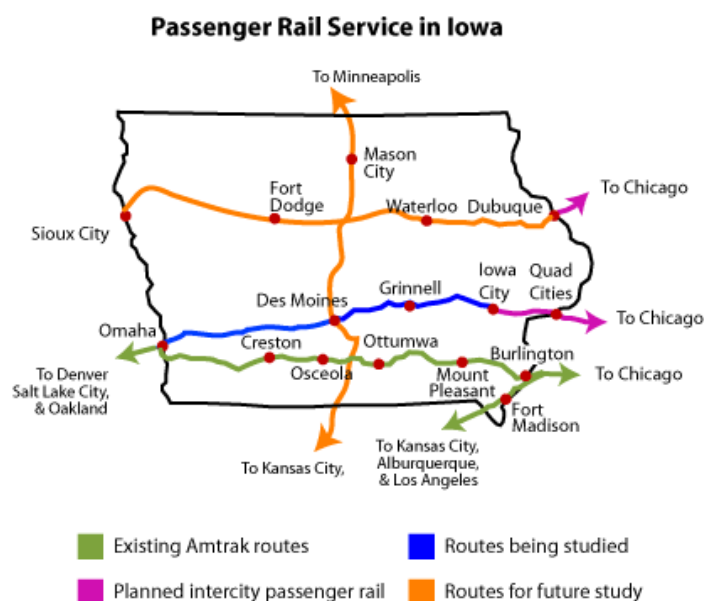 Passenger Rail Service in Iowa
To Minneapolis
Mason
City
Fort
Dodge
Waterloo
Dubuque
To Chicago
Sioux City
Iowa
City
Quad
Cities
Grinnell
Des Moines
To Chicago
Omaha
Creston
Ottumwa
Osceola
Burlington
Mount
Pleasant
To Chicago
To Denver
Salt Lake City,
& Oakland
Fort
Madison
To Kansas City,
To Kansas City,
Alburquerque,
& Los Angeles
Existing Amtrak routes
Routes being studied
Planned intercity passenger rail
Routes for future study